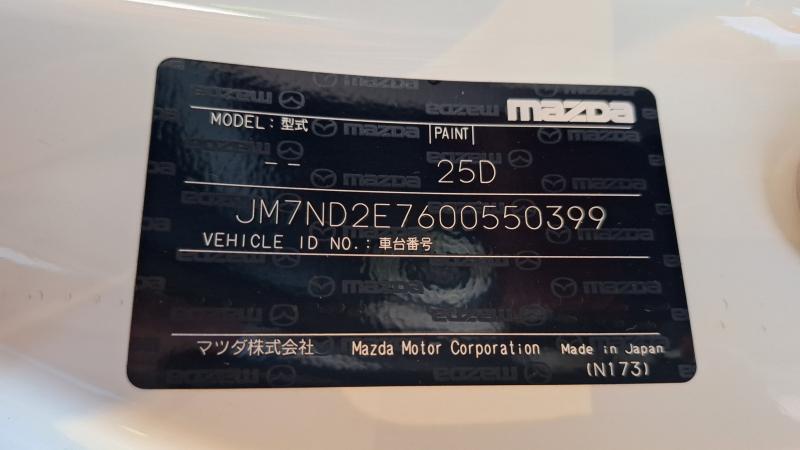 mazda
MODEL: 型式 PAINT
-- 25D
JM7ND2E7600550399
VEHICLE ID NO.: 車台番号
マツダ株式会社 Mazda Motor Corporation Made in Japan
(N173)